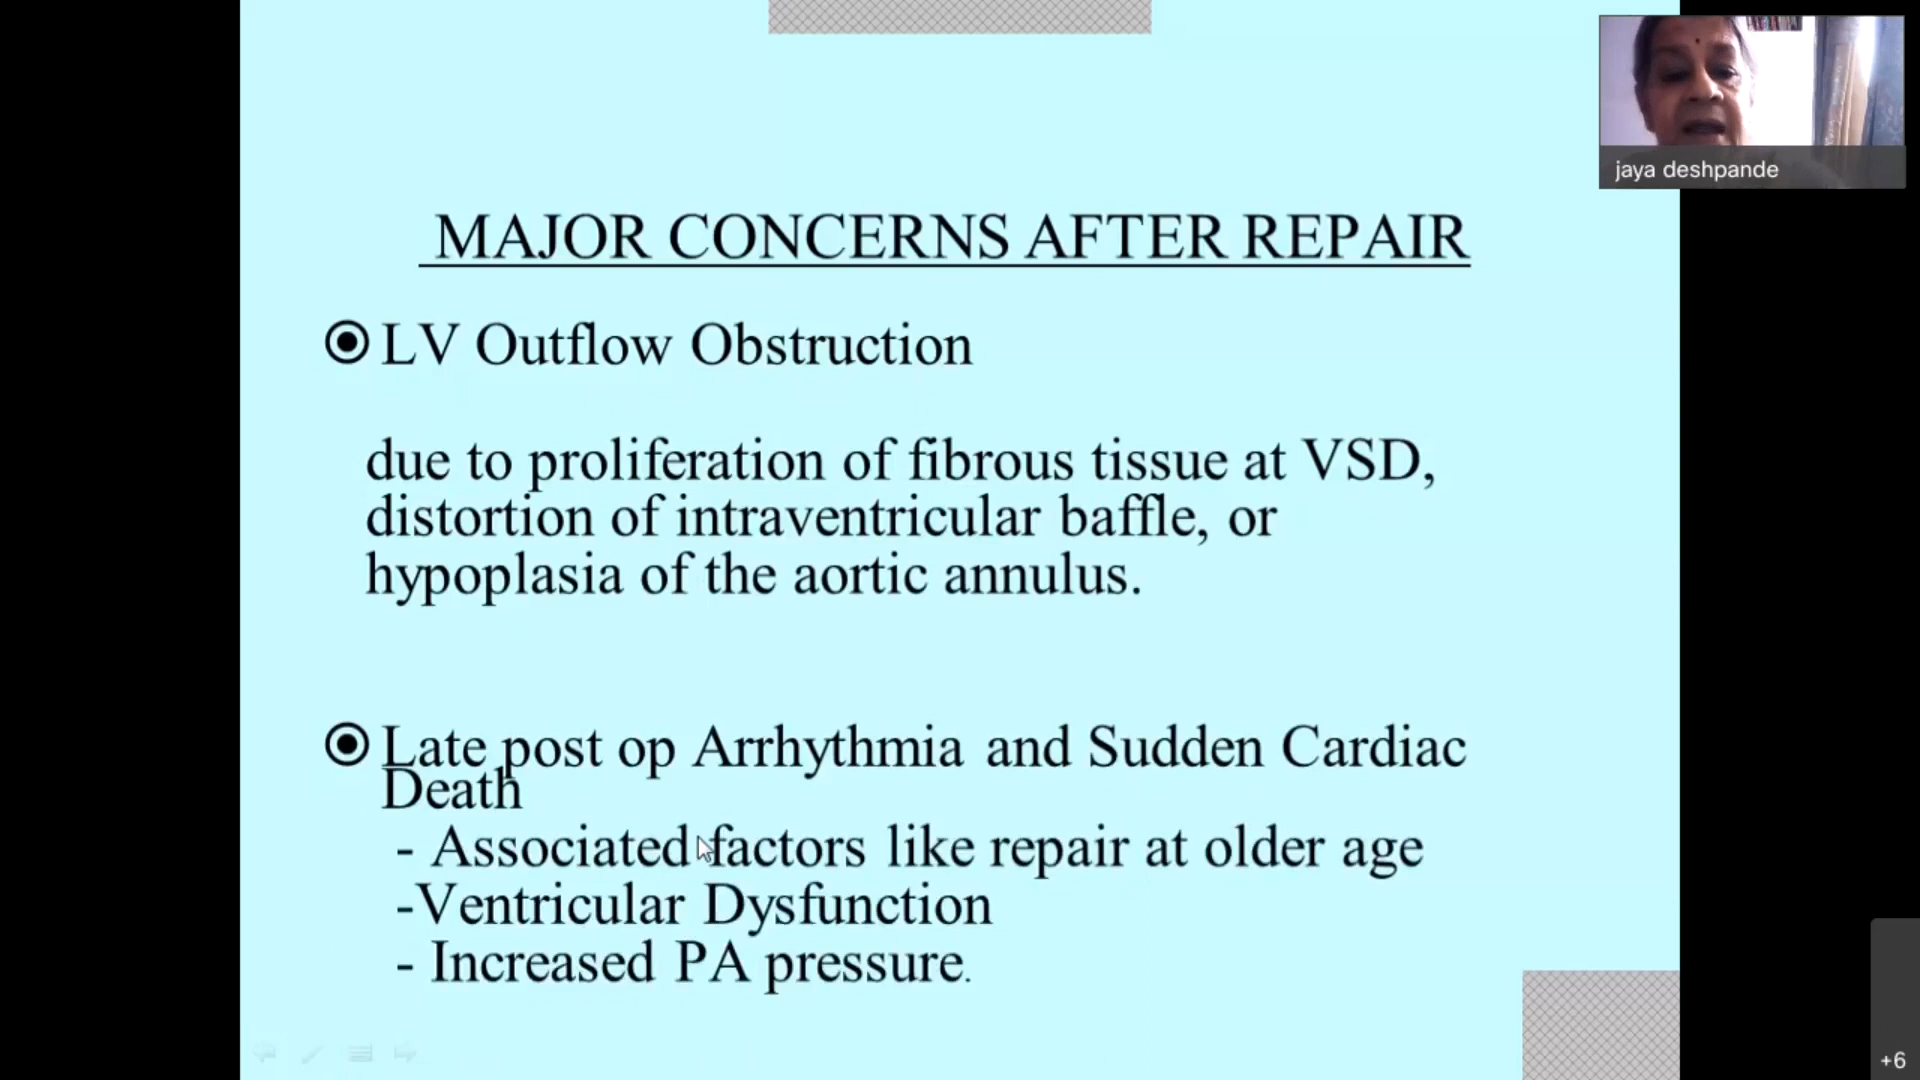 jaya deshpande
MAJOR CONCERNS AFTER REPAIR
LV Outflow Obstruction
due to proliferation of fibrous tissue at VSD,
distortion of intraventricular baffle, or
hypoplasia of the aortic annulus.
Late post op Arrhythmia and Sudden Cardiac
Death
- Associated factors like repair at older age
-Ventricular Dysfunction
- Increased PA pressure.
+6